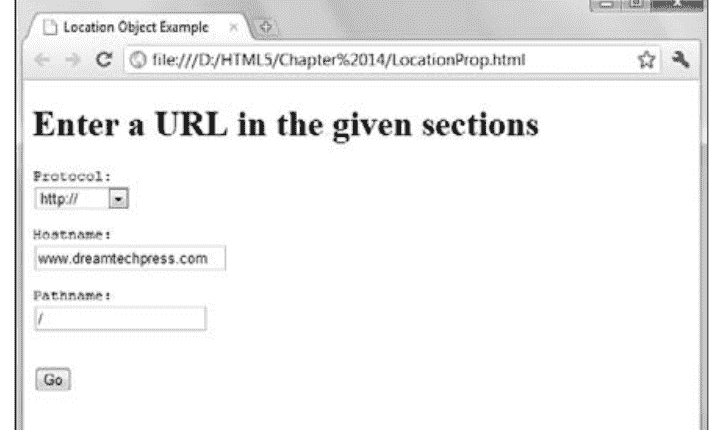 Location Object Example
file:///D:/HTML5/Chapter%2014/LocationProp.html
Enter a URL in the given sections
Protocol:
http://
Hostname:
www.dreamtechpress.com
Pathname:
/
Go